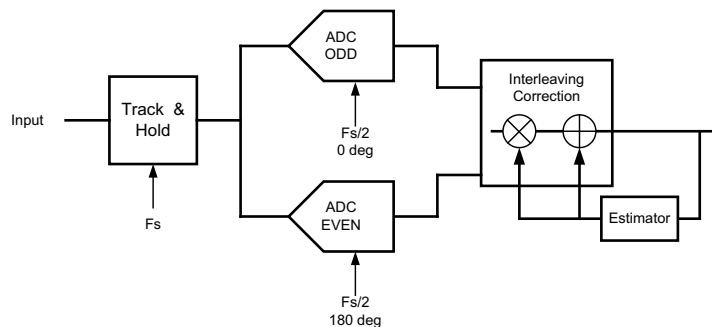 Input
Track & Hold
Fs
ADC
ODD
Fs/2
0 deg
ADC
EVEN
Fs/2
180 deg
Interleaving
Correction
Estimator